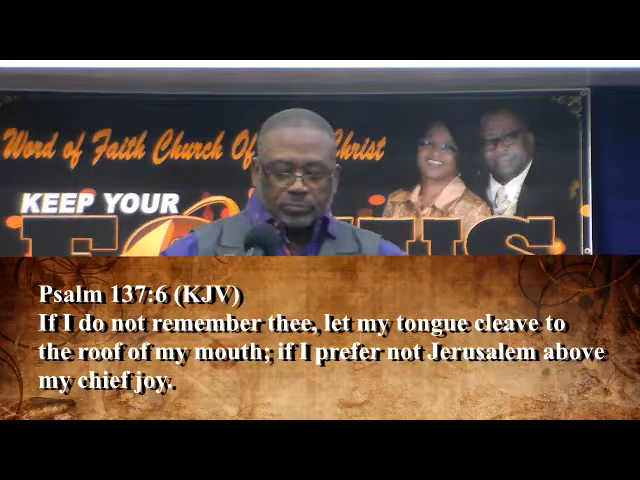 Word of Faith Church Of Christ
KEEP YOUR
Psalm 137:6 (KJV)
If I do not remember thee, let my tongue cleave to
the roof of my mouth; if I prefer not Jerusalem above
my chief joy.